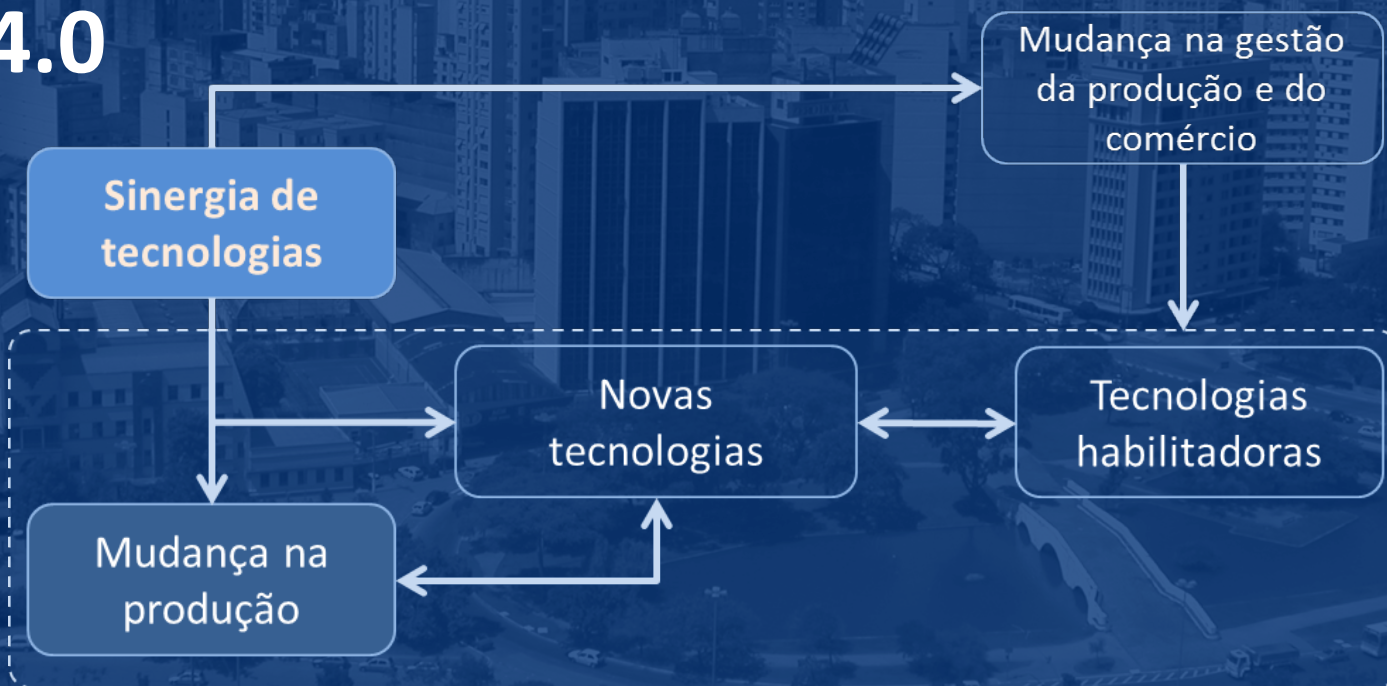 4.0
Mudança na gestão
da produção e do
comércio
Sinergia de
tecnologias
Novas
tecnologias
Tecnologias
habilitadoras
Mudança na
produção